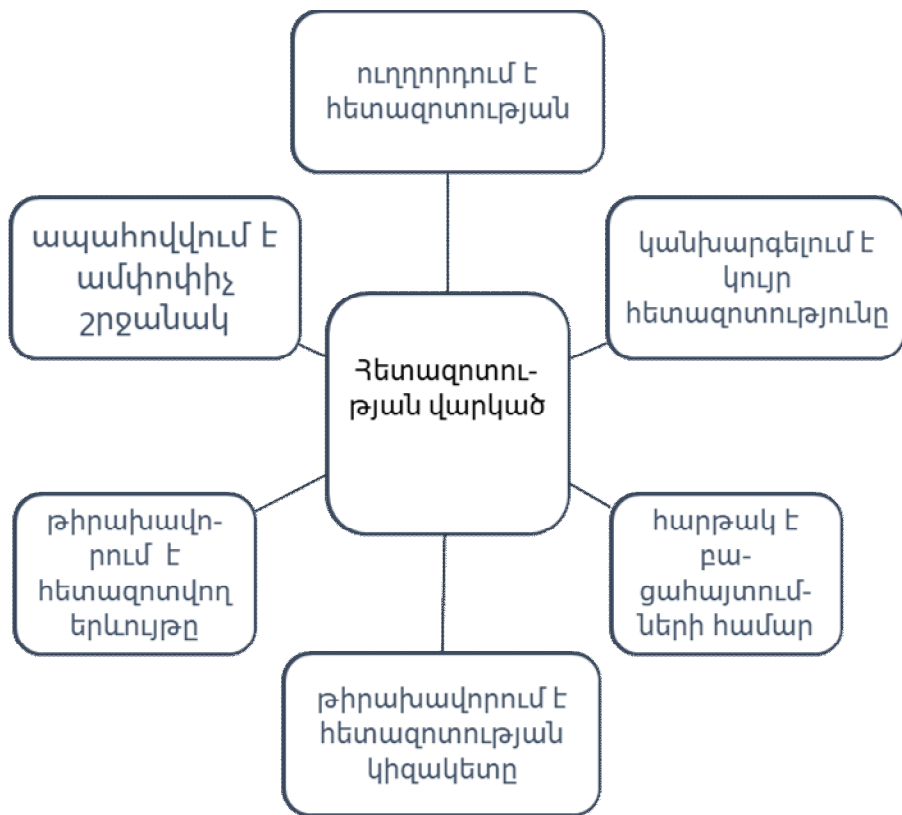 ուղղորդում է
հետազոտության
ապահովվում է
ամփոփիչ
շրջանակ
կանխարգելում է
կույր
հետազոտությունը
Հետազոտու-
թյան վարկած
թիրախավո-
րում է
հետազոտվող
երևույթը
հարթակ է
բա-
ցահայտում-
ների համար
թիրախավորում է
հետազոտության
կիզակետը